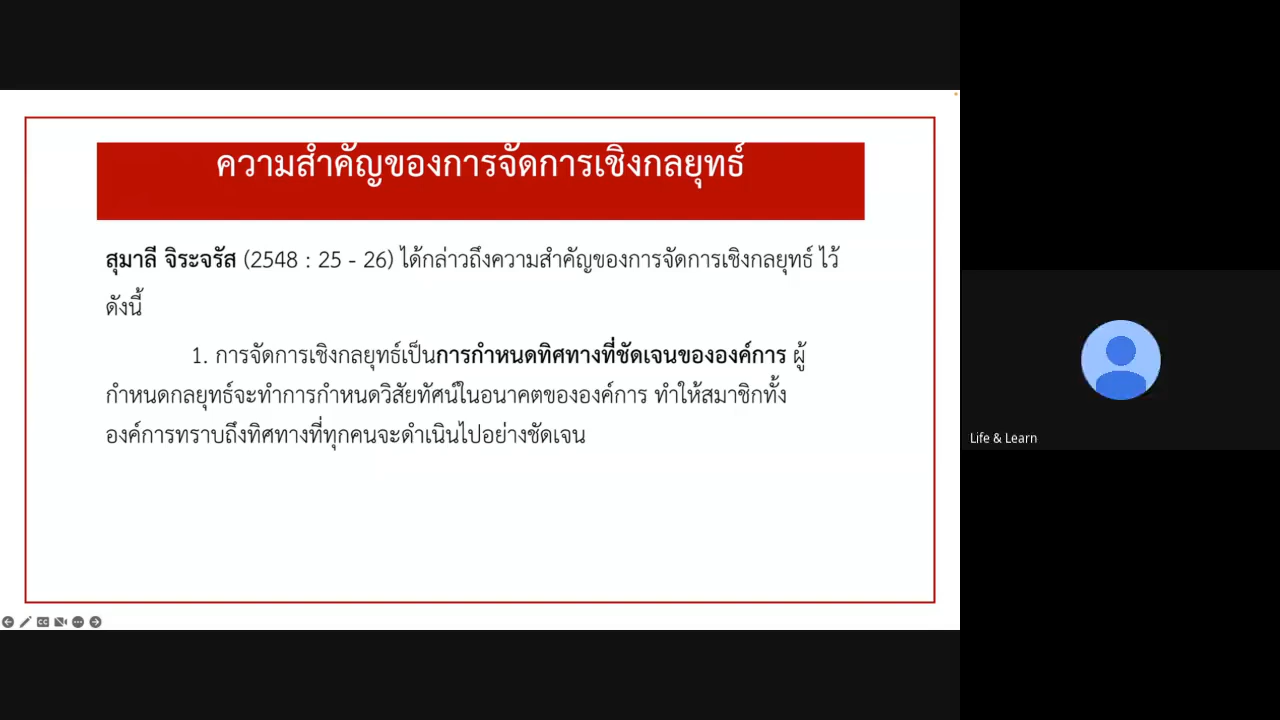 ความสำคัญของการจัดการเชิงกลยุทธ์
สุมาลี จิระจรัส (2548 : 25 - 26) ได้กล่าวถึงความสำคัญของการจัดการเชิงกลยุทธ์ ไว้
ดังนี้
1. การจัดการเชิงกลยุทธ์เป็นการกำหนดทิศทางที่ชัดเจนขององค์การ ผู้
กำหนดกลยุทธ์จะทำการกำหนดวิสัยทัศน์ในอนาคตขององค์การ ทำให้สมาชิกทั้ง
องค์การทราบถึงทิศทางที่ทุกคนจะดำเนินไปอย่างชัดเจน
Life & Learn